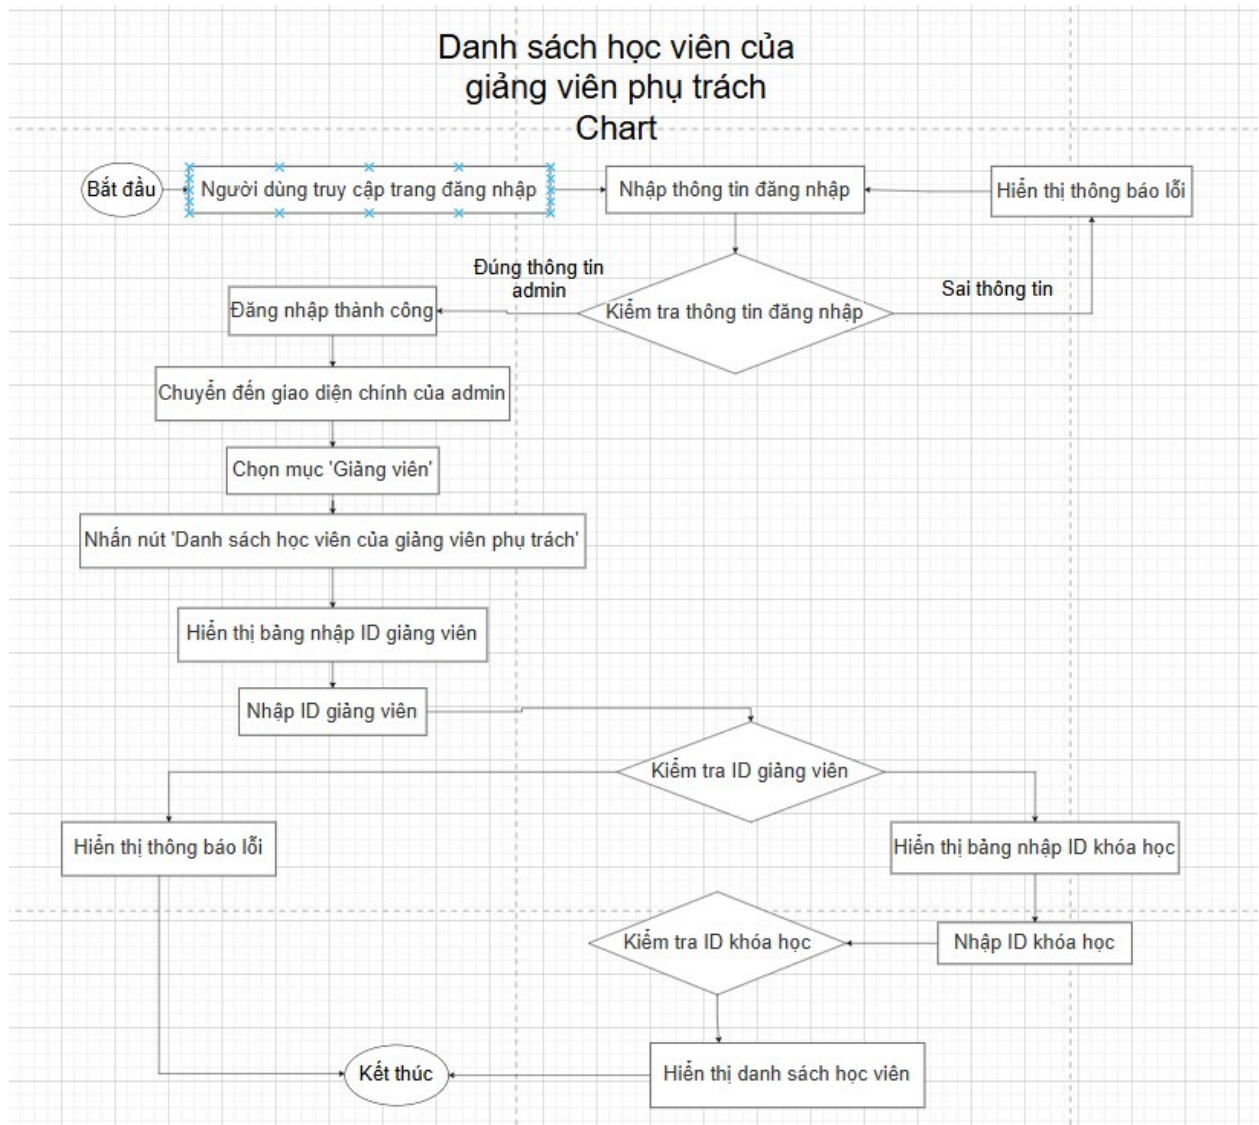 Danh sách học viên của
giảng viên phụ trách
Chart
Bắt đầu
Người dùng truy cập trang đăng nhập
Nhập thông tin đăng nhập
Hiển thị thông báo lỗi
Đúng thông tin
admin
Sai thông tin
Đăng nhập thành công
Kiểm tra thông tin đăng nhập
Chuyển đến giao diện chính của admin
Chọn mục 'Giảng viên'
Nhấn nút 'Danh sách học viên của giảng viên phụ trách'
Hiển thị bảng nhập ID giảng viên
Nhập ID giảng viên
Kiểm tra ID giảng viên
Hiển thị thông báo lỗi
Hiển thị bảng nhập ID khóa học
Kiểm tra ID khóa học
Nhập ID khóa học
Kết thúc
Hiển thị danh sách học viên